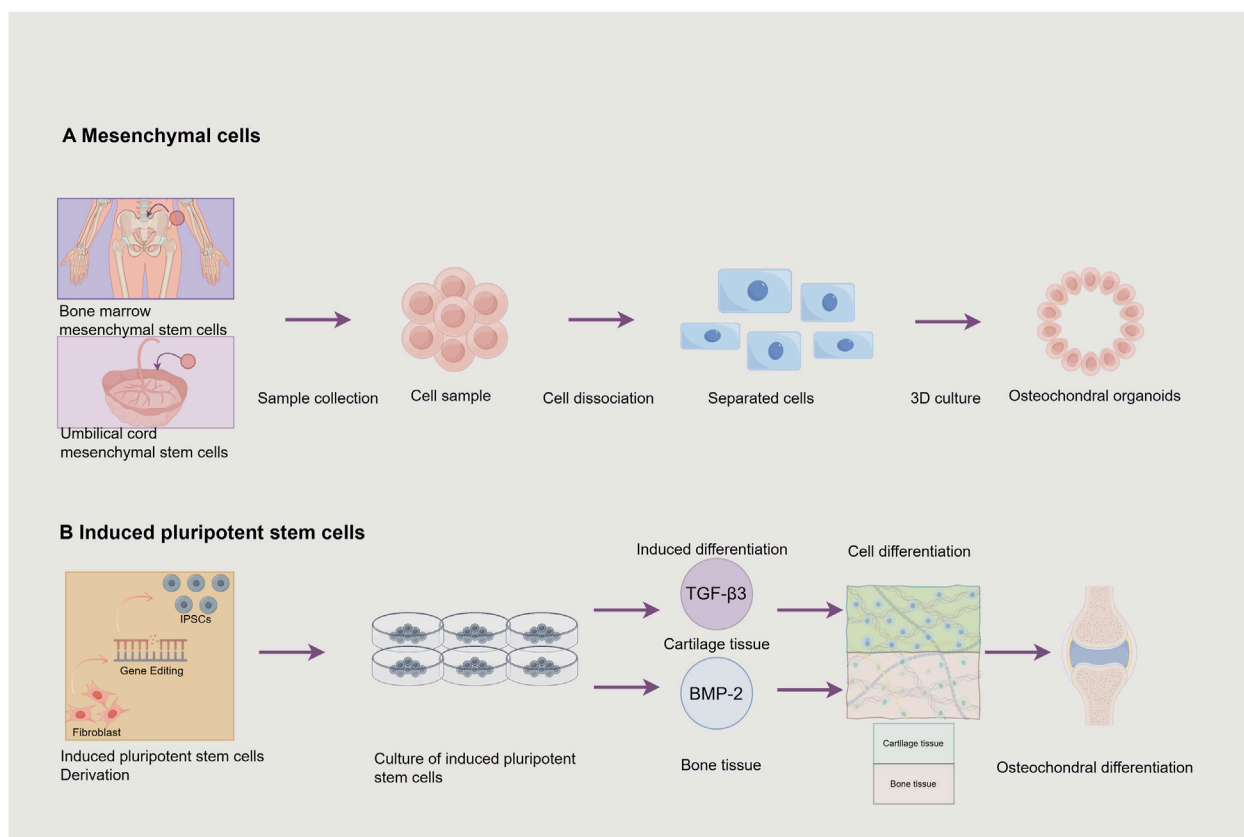 A Mesenchymal cells
Bone marrow
mesenchymal stem cells
Umbilical cord
mesenchymal stem cells
Sample collection
Cell sample
Cell dissociation
Separated cells
3D culture
Osteochondral organoids
B Induced pluripotent stem cells
IPSCs
Gene Editing
Fibroblast
Induced pluripotent stem cells
Derivation
Culture of induced pluripotent
stem cells
Induced differentiation
TGF-β3
Cartilage tissue
BMP-2
Bone tissue
Cell differentiation
Cartilage tissue
Bone tissue
Osteochondral differentiation